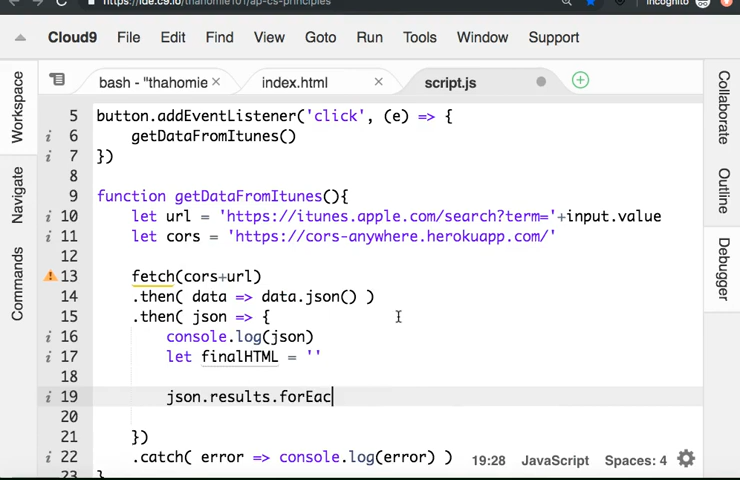 https://ide.c9.io/thahomie101/ap-cs-principles
Incognito
Cloud9 File Edit Find View Goto Run Tools Window Support
bash - "thahomie × index.html × script.js
Workspace
Navigate
Commands
Collaborate
Outline
Debugger
5 button.addEventListener('click', (e) => {
i 6 getDataFromItunes()
i 7 })
8
9 function getDataFromItunes(){
i 10 let url = 'https://itunes.apple.com/search?term='+input.value
i 11 let cors = 'https://cors-anywhere.herokuapp.com/'
12
13 fetch(cors+url)
14 .then( data => data.json() )
15 .then( json => {
i 16 console.log(json)
i 17 let finalHTML = ''
18
i 19 json.results.forEac
20
21 })
i 22 .catch( error => console.log(error) )
23 }
19:28 JavaScript Spaces: 4